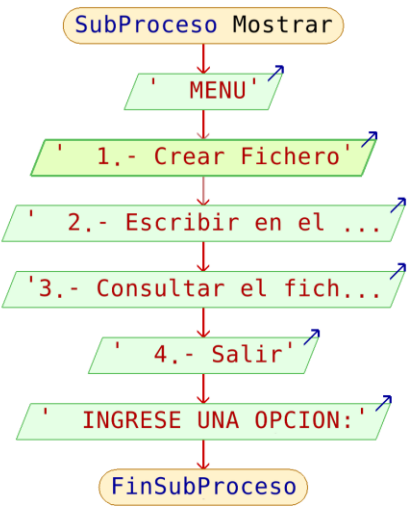 SubProceso Mostrar
'  MENU'
'  1.- Crear Fichero'
'  2.- Escribir en el ...
'3.- Consultar el fich...
'  4.- Salir'
'  INGRESE UNA OPCION:'
FinSubProceso